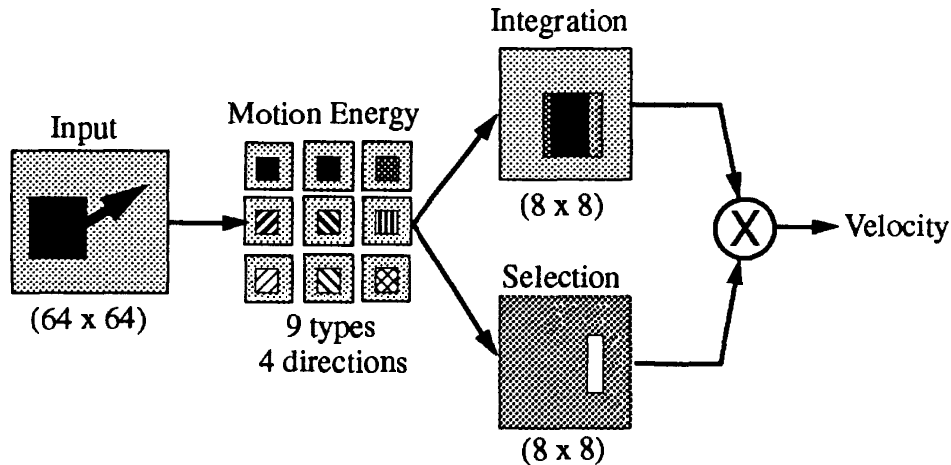 Input
(64 x 64)
Motion Energy
9 types
4 directions
Integration
(8 x 8)
Selection
(8 x 8)
X
Velocity